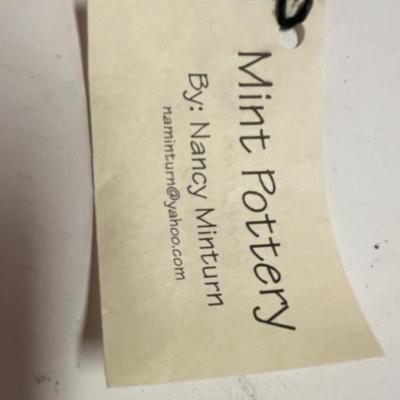 Mint Pottery
By: Nancy Minturn
naminturn@yahoo.com